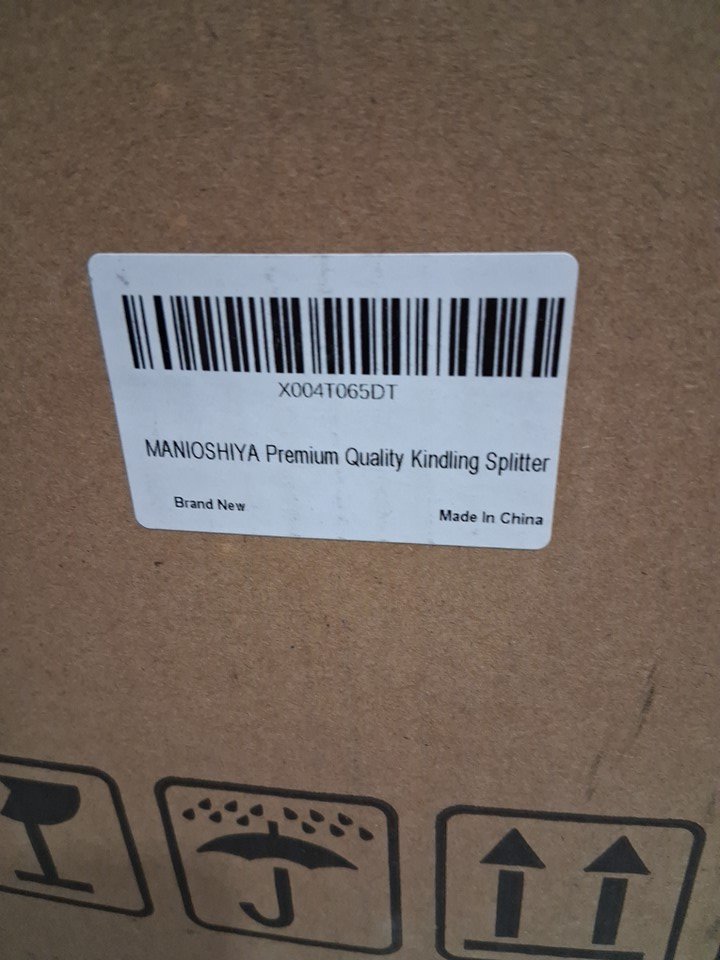 X004T065DT
MANIOSHIYA Premium Quality Kindling Splitter
Brand New
Made In China